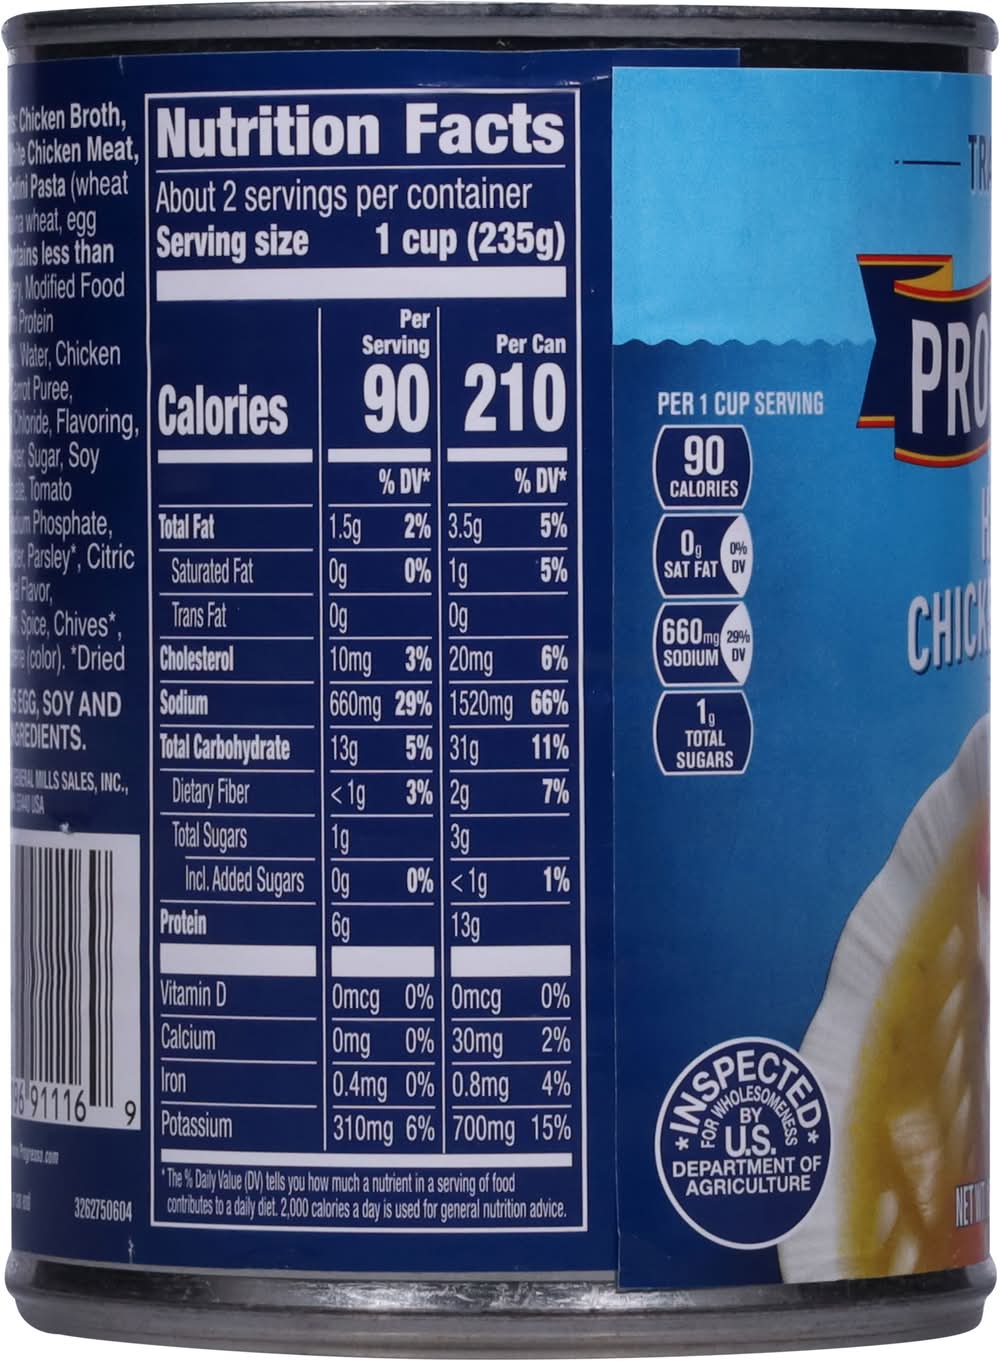 Chicken Broth,
Chicken Meat,
Pasta (wheat
wheat, egg
less than
Modified Food
Protein
Water, Chicken
Puree,
Chloride, Flavoring,
Sugar, Soy
Tomato
Phosphate,
Parsley*, Citric
Flavor,
Spice, Chives*,
(color). *Dried
EGG, SOY AND
MILLS SALES, INC.,
USA
91116 9
3262750604
Nutrition Facts
About 2 servings per container
Serving size 1 cup (235g)
Per Serving Per Can
Calories 90 210
% DV* % DV*
Total Fat 1.5g 2% 3.5g 5%
Saturated Fat 0g 0% 1g 5%
Trans Fat 0g 0g
Cholesterol 10mg 3% 20mg 6%
Sodium 660mg 29% 1520mg 66%
Total Carbohydrate 13g 5% 31g 11%
Dietary Fiber <1g 3% 2g 7%
Total Sugars 1g 3g
Incl. Added Sugars 0g 0% <1g 1%
Protein 6g 13g
Vitamin D 0mcg 0% 0mcg 0%
Calcium 0mg 0% 30mg 2%
Iron 0.4mg 0% 0.8mg 4%
Potassium 310mg 6% 700mg 15%
*The % Daily Value (DV) tells you how much a nutrient in a serving of food
contributes to a daily diet. 2,000 calories a day is used for general nutrition advice.
TRA
PRO
PER 1 CUP SERVING
90
CALORIES
0g
SAT FAT
0%
DV
660mg
SODIUM
29%
DV
1g
TOTAL
SUGARS
CHICK
INSPECTED
FOR WHOLESOMENESS
BY
U.S.
DEPARTMENT OF
AGRICULTURE
NET WT